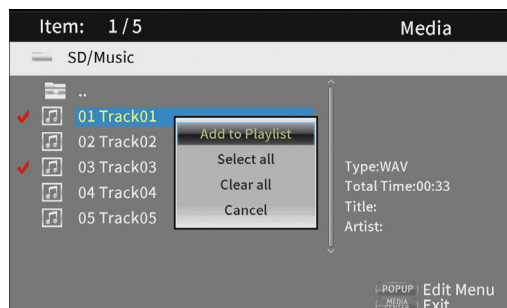 Item: 1/5
Media
SD/Music
..
01 Track01
02 Track02
03 Track03
04 Track04
05 Track05
Add to Playlist
Select all
Clear all
Cancel
Type:WAV
Total Time:00:33
Title:
Artist:
POPUP Edit Menu
MEDIA CENTER Exit